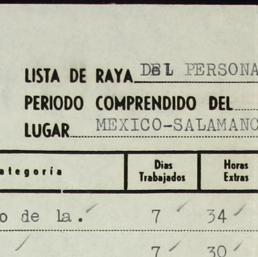 LISTA DE RAYA DEL PERSONA
PERIODO COMPRENDIDO DEL
LUGAR MEXICO-SALAMANC
ategoría Días Trabajados Horas Extras
o de la. 7 34
7 30